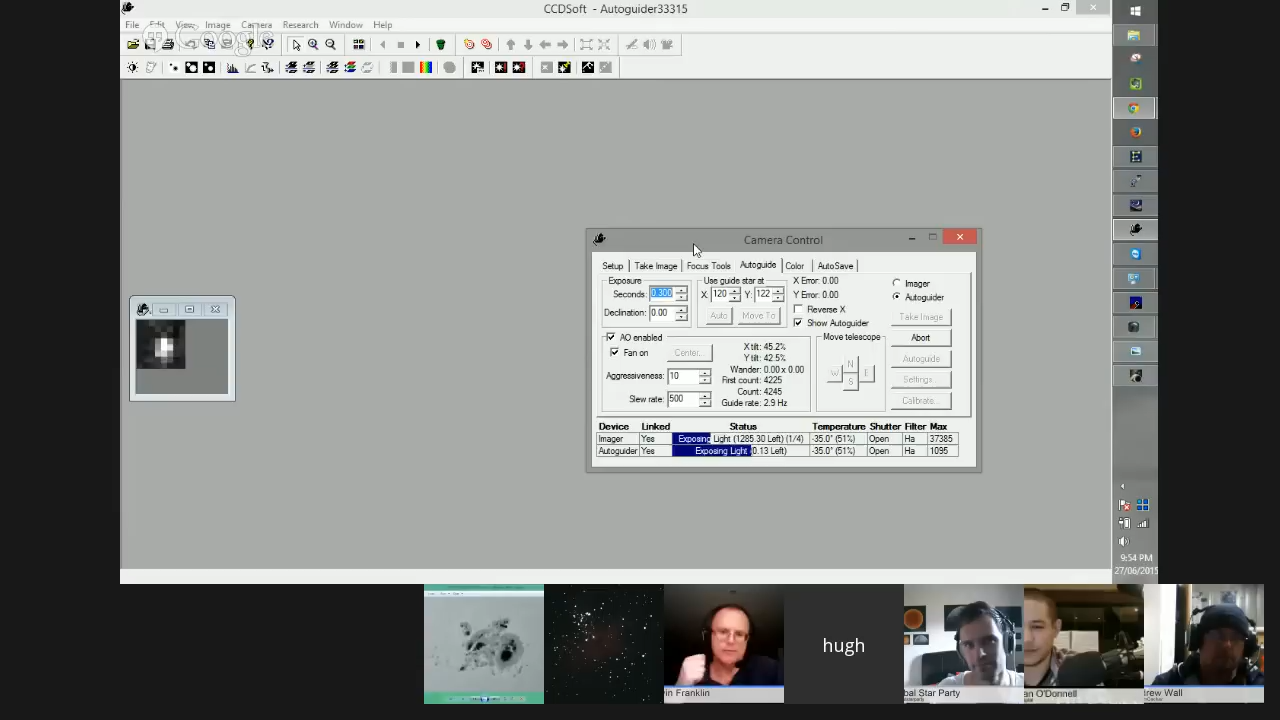 CCDSoft - Autoguider33315
File Edit View Image Camera Research Window Help
Google
Camera Control
Setup Take Image Focus Tools Autoguide Color AutoSave
Exposure
Seconds: 0.300
Declination: 0.00
Use guide star at
X: 120 Y: 122
Auto Move To
X Error: 0.00
Y Error: 0.00
Reverse X
Show Autoguider
Imager
Autoguider
Take Image
Abort
Autoguide
Settings...
Calibrate...
AO enabled
Fan on Center...
Aggressiveness: 10
Slew rate: 500
X tilt: 45.2%
Y tilt: 42.5%
Wander: 0.00 x 0.00
First count: 4225
Count: 4245
Guide rate: 2.9 Hz
Move telescope
N
W E
S
Device Linked Status Temperature Shutter Filter Max
Imager Yes Exposing Light (1285.30 Left) (1/4) -35.0° (51%) Open Ha 37385
Autoguider Yes Exposing Light 0.13 Left) -35.0° (51%) Open Ha 1095
9:54 PM
27/06/2015
hugh
vin Franklin
bal Star Party
an O'Donnell
drew Wall